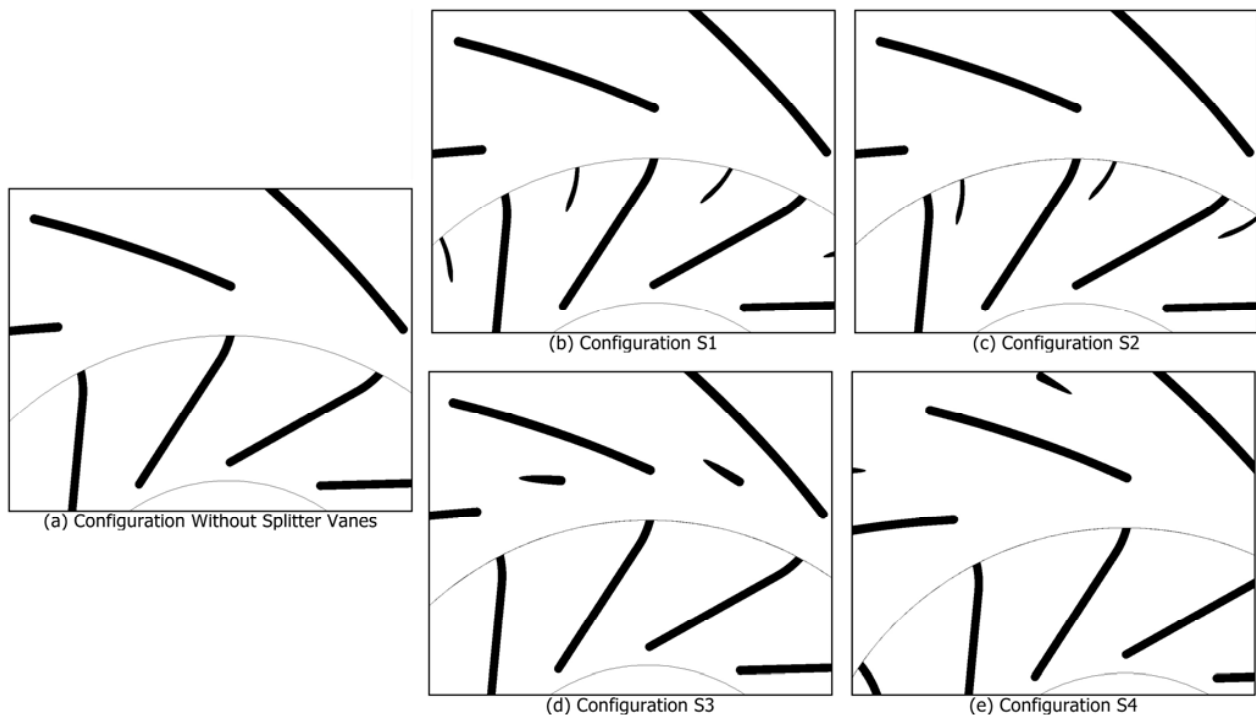 (b) Configuration S1
(c) Configuration S2
(a) Configuration Without Splitter Vanes
(d) Configuration S3
(e) Configuration S4